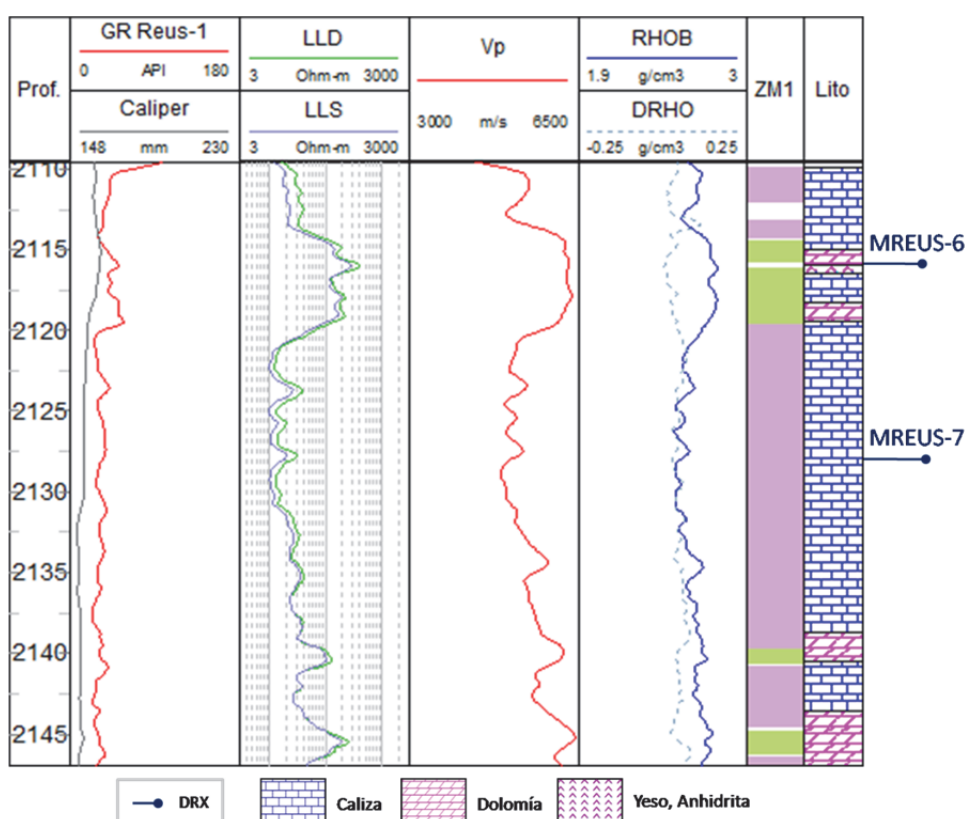 Prof.
GR Reus-1
0 API 180
Caliper
148 mm 230
LLD
3 Ohm-m 3000
LLS
3 Ohm-m 3000
Vp
3000 m/s 6500
RHOB
1.9 g/cm3 3
DRHO
-0.25 g/cm3 0.25
ZM1
Lito
2110
2115
2120
2125
2130
2135
2140
2145
MREUS-6
MREUS-7
DRX
Caliza
Dolomía
Yeso, Anhidrita